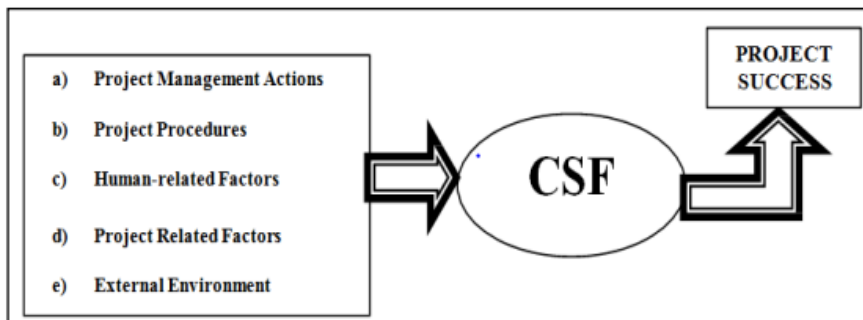 a) Project Management Actions
b) Project Procedures
c) Human-related Factors
d) Project Related Factors
e) External Environment
CSF
PROJECT
SUCCESS